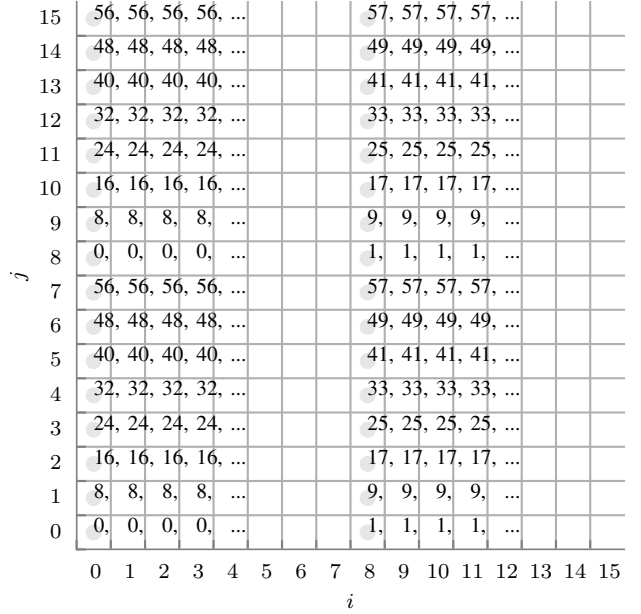 15 56, 56, 56, 56, ... 57, 57, 57, 57, ...
14 48, 48, 48, 48, ... 49, 49, 49, 49, ...
13 40, 40, 40, 40, ... 41, 41, 41, 41, ...
12 32, 32, 32, 32, ... 33, 33, 33, 33, ...
11 24, 24, 24, 24, ... 25, 25, 25, 25, ...
10 16, 16, 16, 16, ... 17, 17, 17, 17, ...
9 8, 8, 8, 8, ... 9, 9, 9, 9, ...
8 0, 0, 0, 0, ... 1, 1, 1, 1, ...
j
7 56, 56, 56, 56, ... 57, 57, 57, 57, ...
6 48, 48, 48, 48, ... 49, 49, 49, 49, ...
5 40, 40, 40, 40, ... 41, 41, 41, 41, ...
4 32, 32, 32, 32, ... 33, 33, 33, 33, ...
3 24, 24, 24, 24, ... 25, 25, 25, 25, ...
2 16, 16, 16, 16, ... 17, 17, 17, 17, ...
1 8, 8, 8, 8, ... 9, 9, 9, 9, ...
0 0, 0, 0, 0, ... 1, 1, 1, 1, ...
0 1 2 3 4 5 6 7 8 9 10 11 12 13 14 15
i